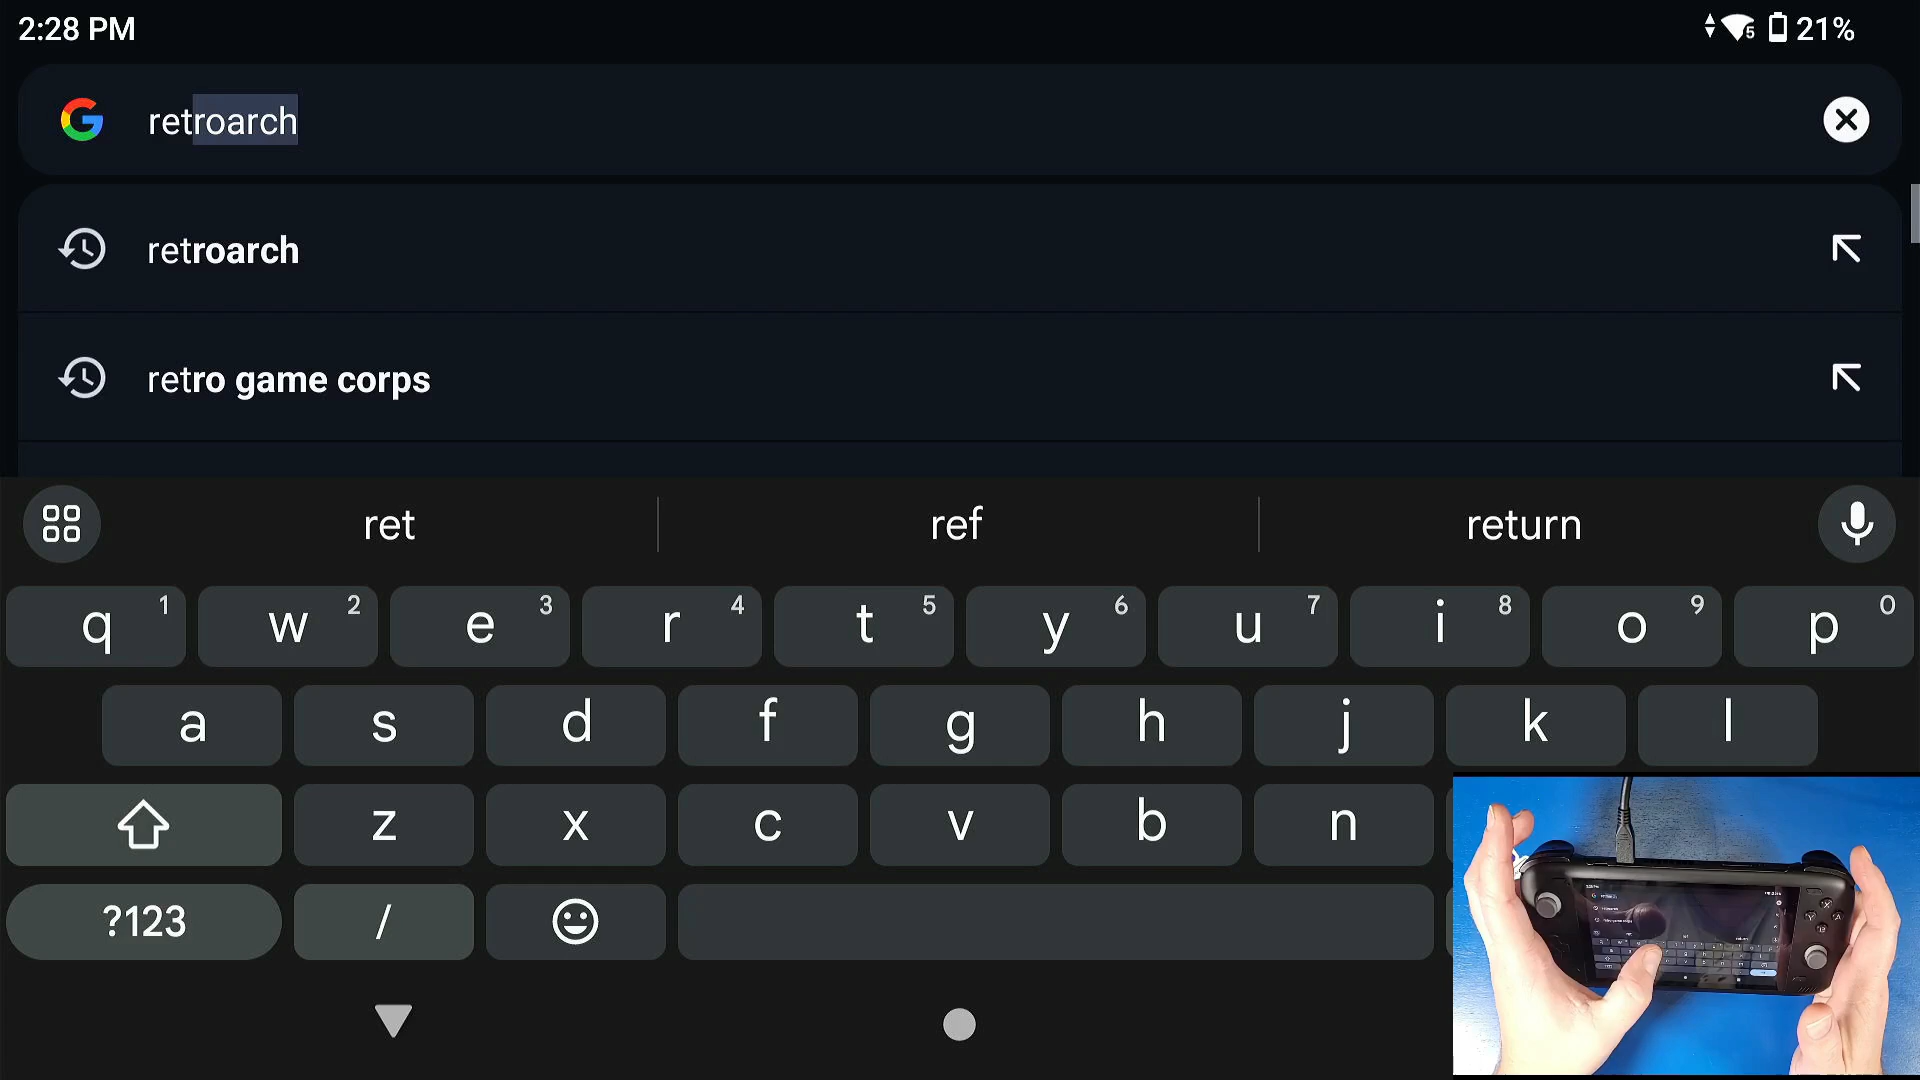 2:28 PM
5
21%
retroarch
retroarch
retro game corps
ret
ref
return
q 1 w 2 e 3 r 4 t 5 y 6 u 7 i 8 o 9 p 0
a s d f g h j k l
z x c v b n
?123 /